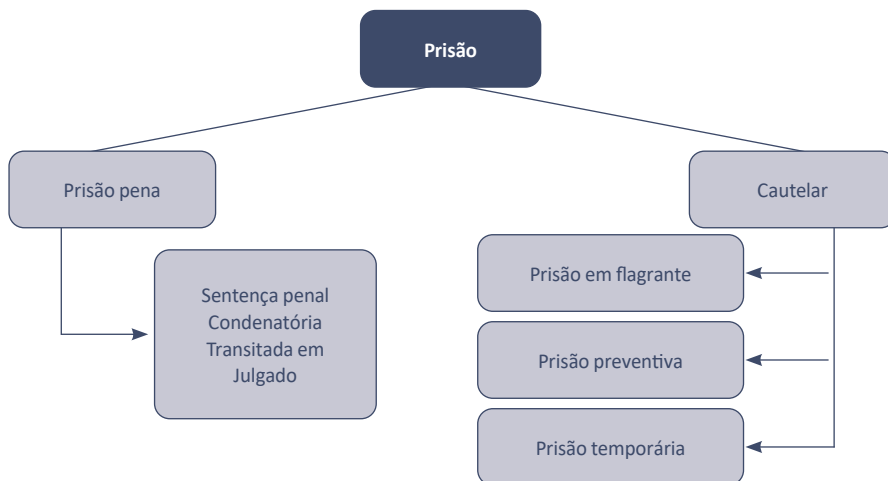 Prisão
Prisão pena
Cautelar
Sentença penal
Condenatória
Transitada em
Julgado
Prisão em flagrante
Prisão preventiva
Prisão temporária